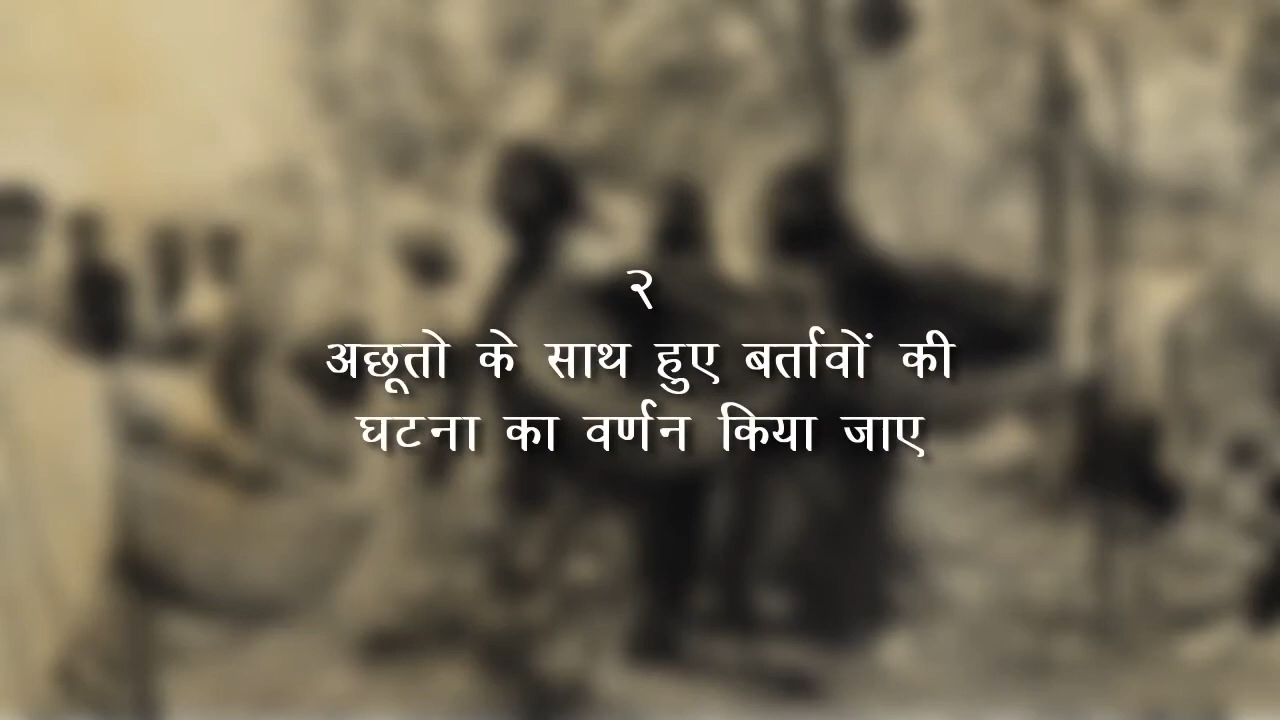 २
अछूतो के साथ हुए बर्तावों की
घटना का वर्णन किया जाए